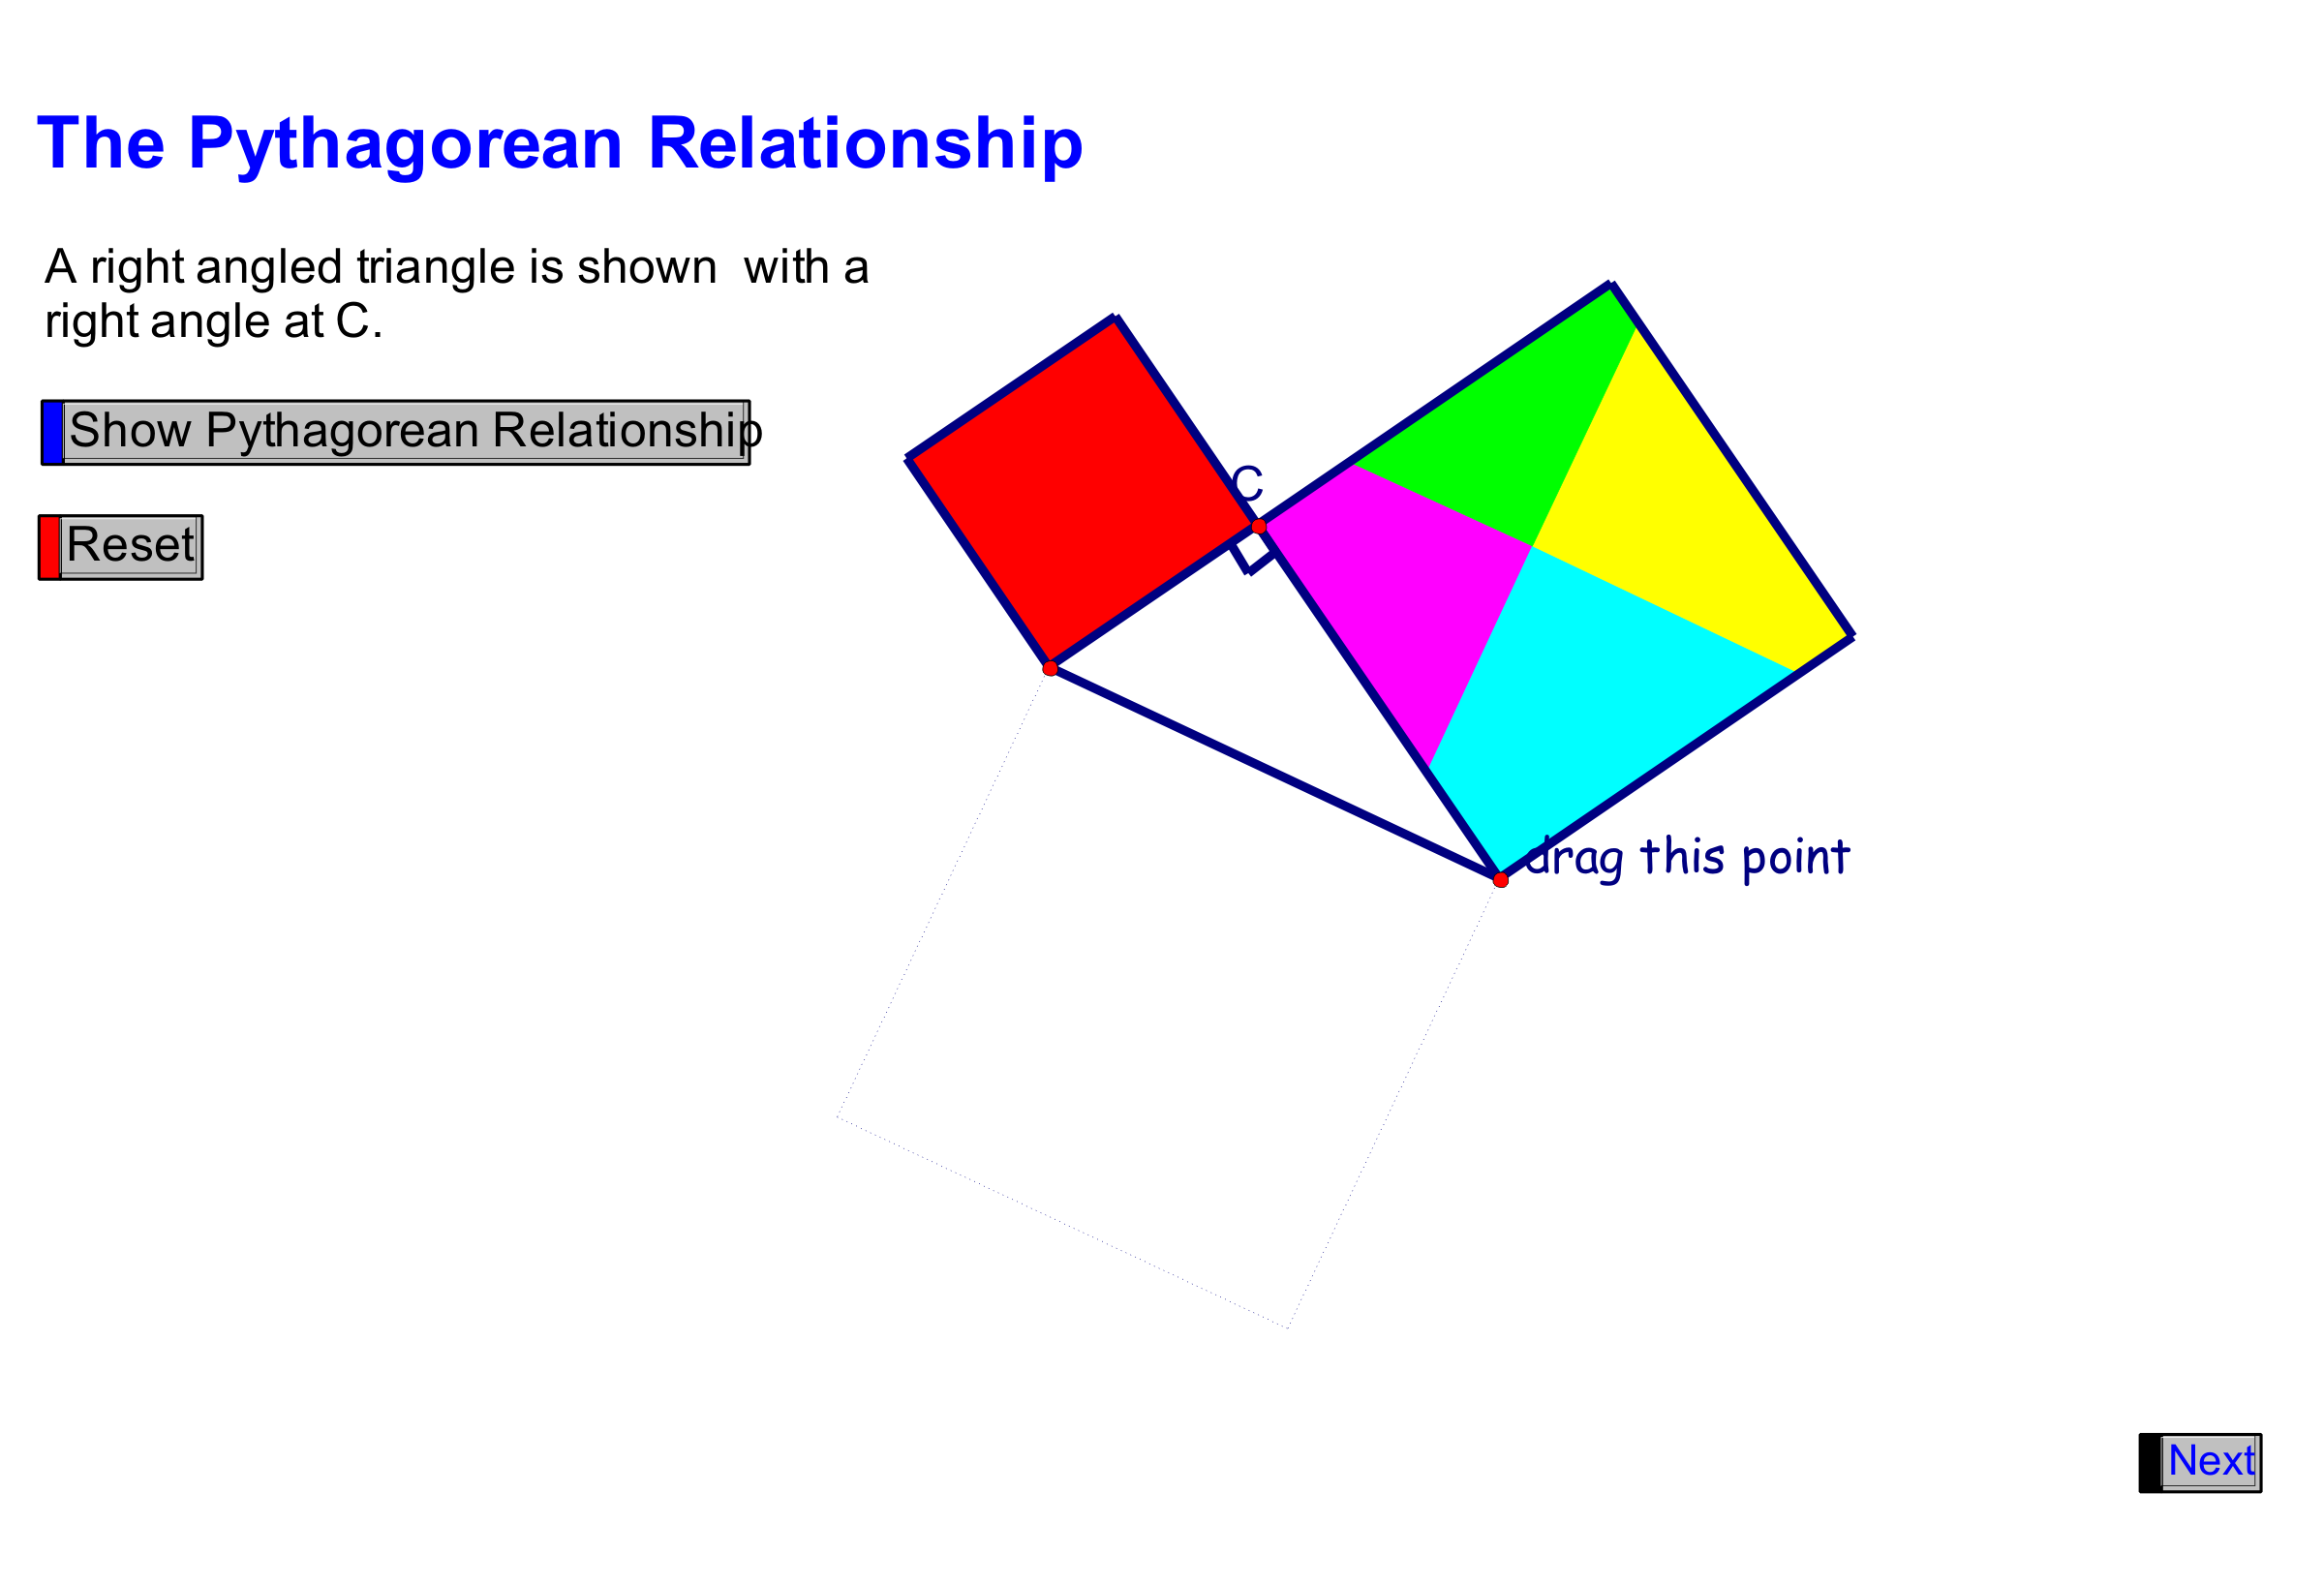 The Pythagorean Relationship
A right angled triangle is shown with a
right angle at C.
Show Pythagorean Relationship
Reset
C
drag this point
Next